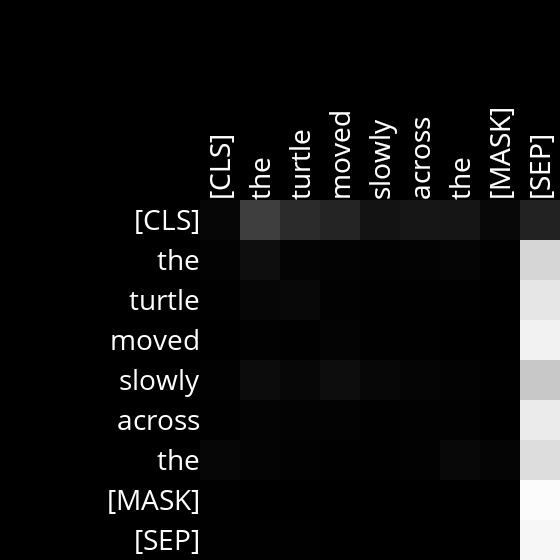 [CLS]
the
turtle
moved
slowly
across
the
[MASK]
[SEP]
[CLS]
the
turtle
moved
slowly
across
the
[MASK]
[SEP]